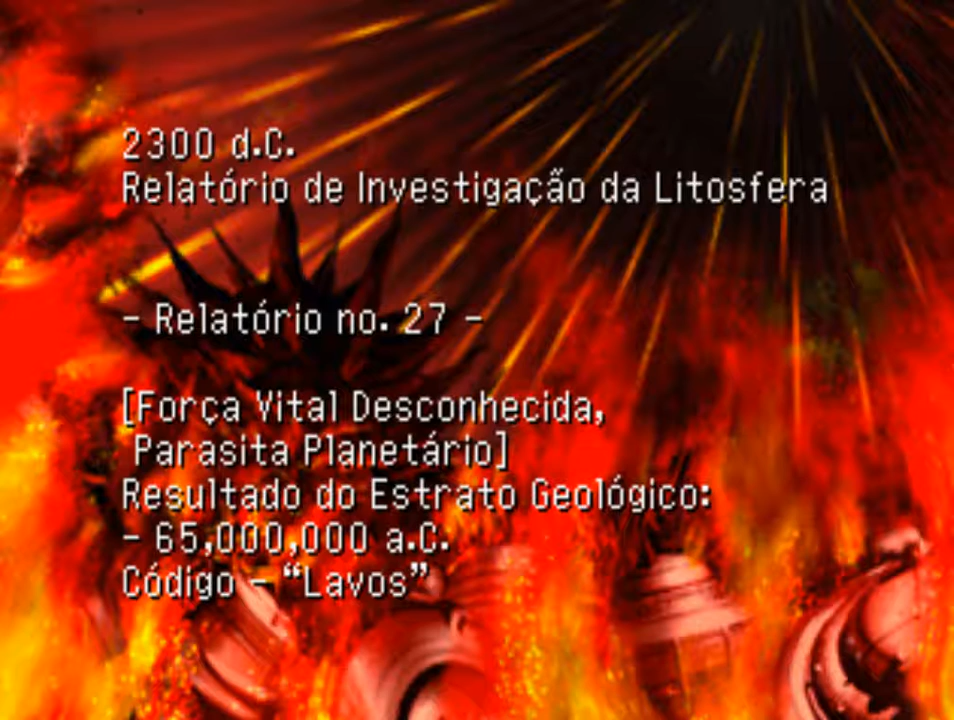 2300 d.C.
Relatório de Investigação da Litosfera
- Relatório no. 27 -
[Força Vital Desconhecida,
Parasita Planetário]
Resultado do Estrato Geológico:
- 65,000,000 a.C.
Código - “Lavos”